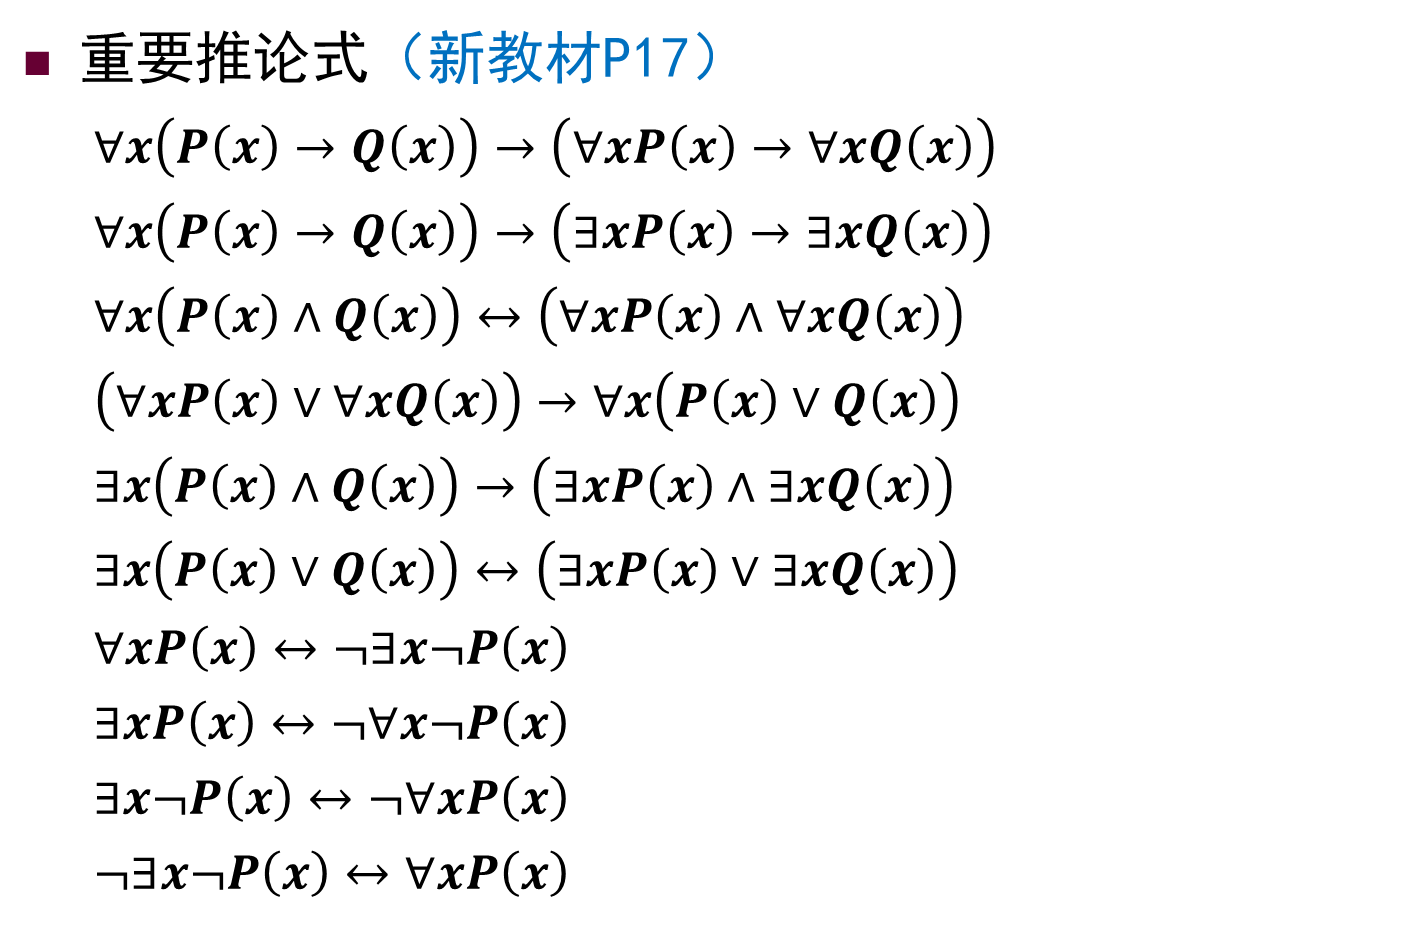 ■ 重要推论式（新教材P17）
∀x(P(x) → Q(x)) → (∀xP(x) → ∀xQ(x))
∀x(P(x) → Q(x)) → (∃xP(x) → ∃xQ(x))
∀x(P(x) ∧ Q(x)) ↔ (∀xP(x) ∧ ∀xQ(x))
(∀xP(x) ∨ ∀xQ(x)) → ∀x(P(x) ∨ Q(x))
∃x(P(x) ∧ Q(x)) → (∃xP(x) ∧ ∃xQ(x))
∃x(P(x) ∨ Q(x)) ↔ (∃xP(x) ∨ ∃xQ(x))
∀xP(x) ↔ ¬∃x¬P(x)
∃xP(x) ↔ ¬∀x¬P(x)
∃x¬P(x) ↔ ¬∀xP(x)
¬∃x¬P(x) ↔ ∀xP(x)